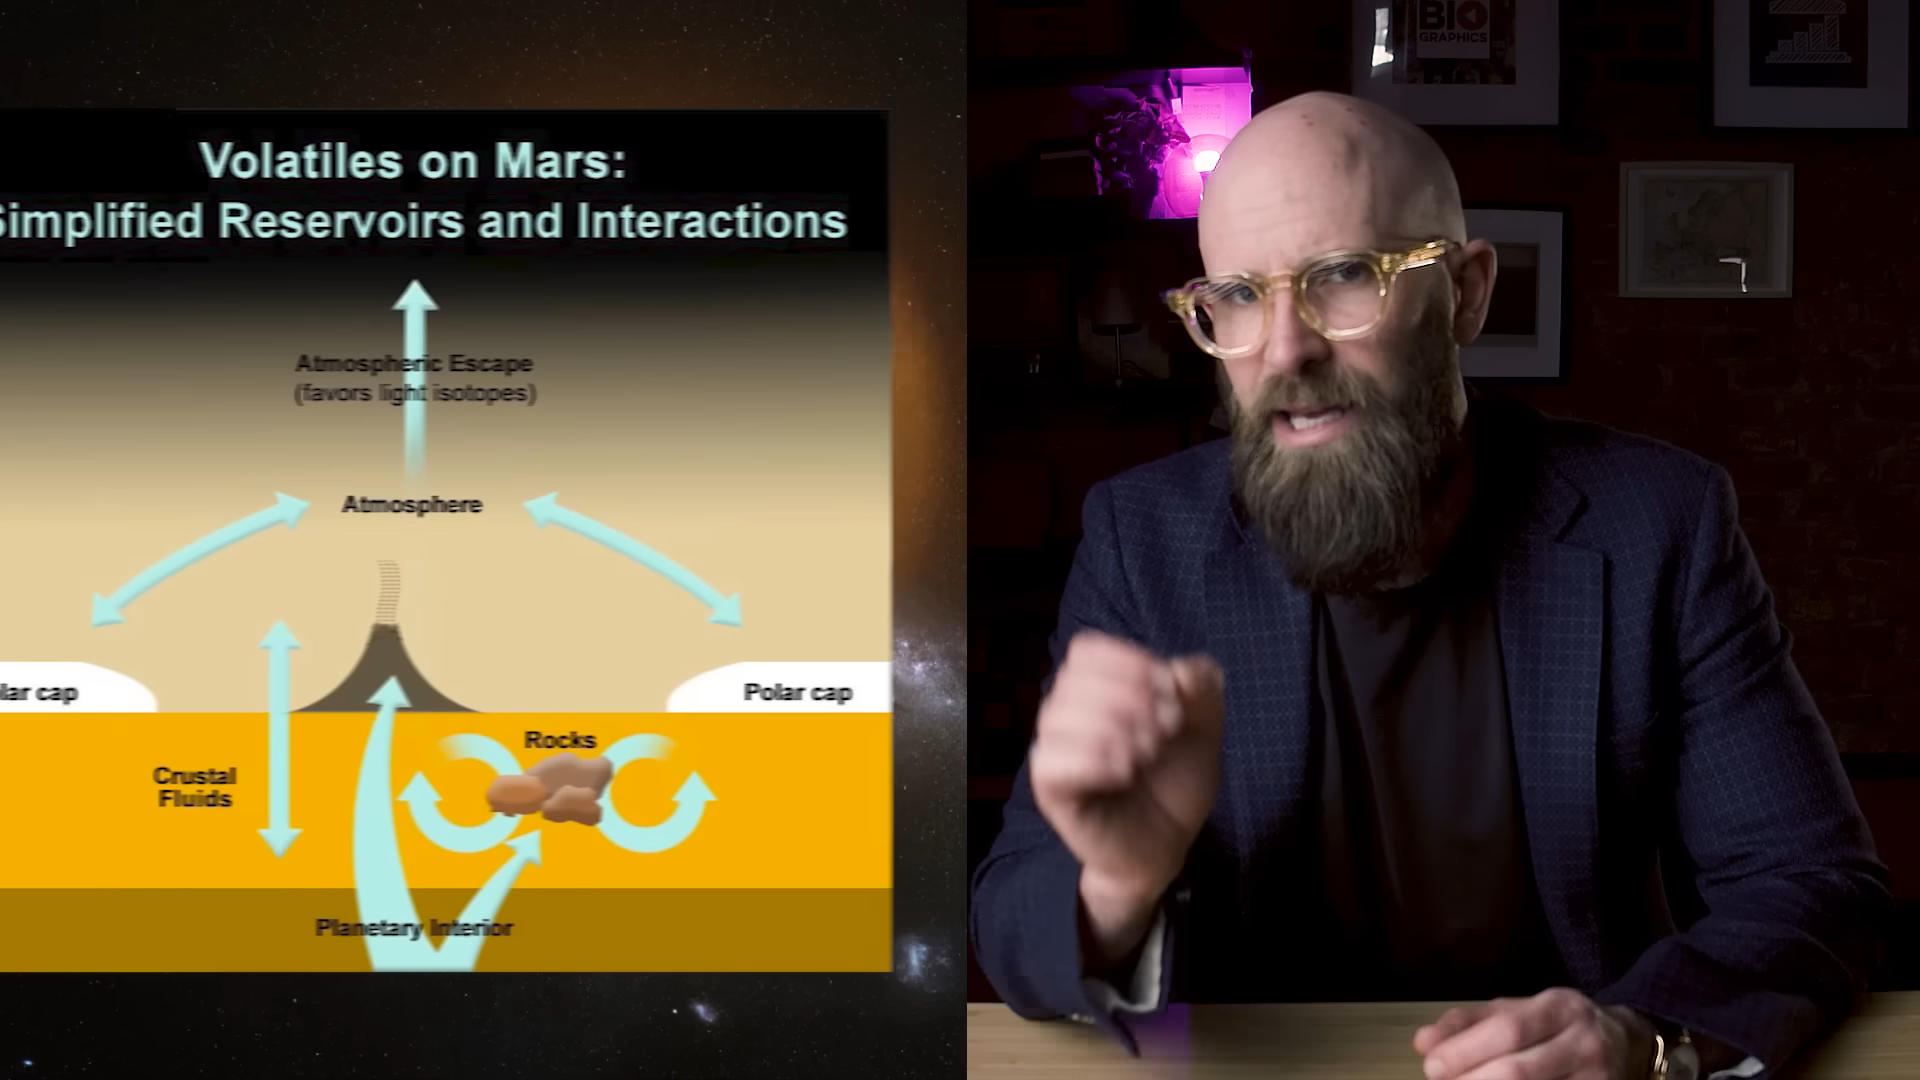 Volatiles on Mars:
Simplified Reservoirs and Interactions
Atmospheric Escape
(favors light isotopes)
Atmosphere
lar cap
Polar cap
Rocks
Crustal
Fluids
Planetary Interior
BIO
GRAPHICS